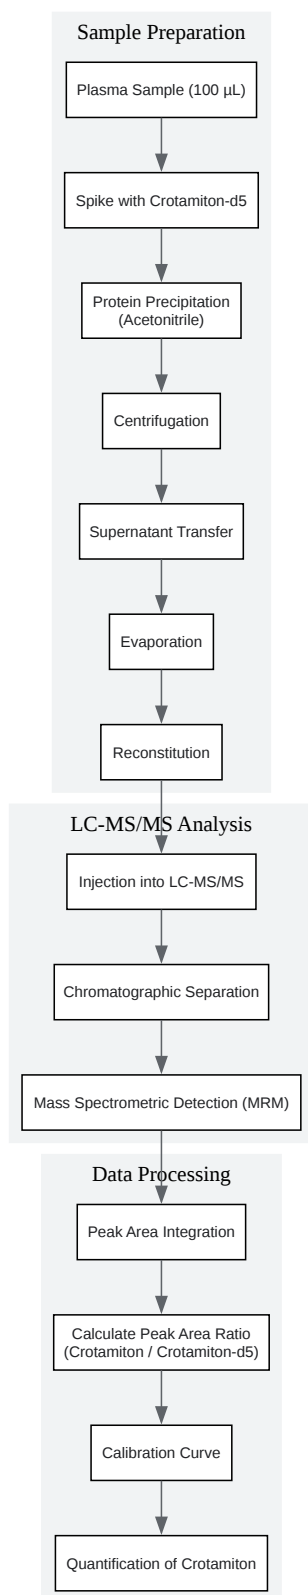 Sample Preparation
Plasma Sample (100 µL)
Spike with Crotamiton-d5
Protein Precipitation
(Acetonitrile)
Centrifugation
Supernatant Transfer
Evaporation
Reconstitution
LC-MS/MS Analysis
Injection into LC-MS/MS
Chromatographic Separation
Mass Spectrometric Detection (MRM)
Data Processing
Peak Area Integration
Calculate Peak Area Ratio
(Crotamiton / Crotamiton-d5)
Calibration Curve
Quantification of Crotamiton